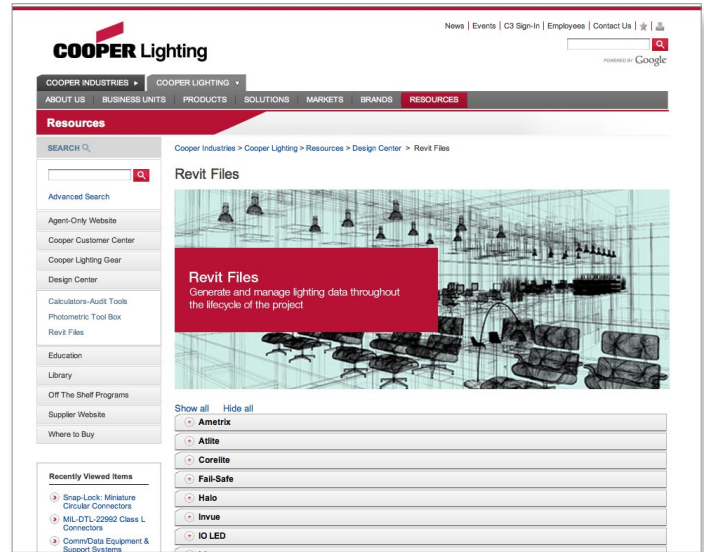 News | Events | C3 Sign-In | Employees | Contact Us
COOPER Lighting
POWERED BY Google
COOPER INDUSTRIES COOPER LIGHTING
ABOUT US BUSINESS UNITS PRODUCTS SOLUTIONS MARKETS BRANDS RESOURCES
Resources
SEARCH
Cooper Industries > Cooper Lighting > Resources > Design Center > Revit Files
Revit Files
Advanced Search
Agent-Only Website
Cooper Customer Center
Cooper Lighting Gear
Design Center
Calculators-Audit Tools
Photometric Tool Box
Revit Files
Education
Library
Off The Shelf Programs
Supplier Website
Where to Buy
Recently Viewed Items
Snap-Lock: Miniature
Circular Connectors
MIL-DTL-22992 Class L
Connectors
Comm/Data Equipment &
Support Systems
Revit Files
Generate and manage lighting data throughout
the lifecycle of the project
Show all Hide all
Ametrix
Atlite
Corelite
Fail-Safe
Halo
Invue
IO LED